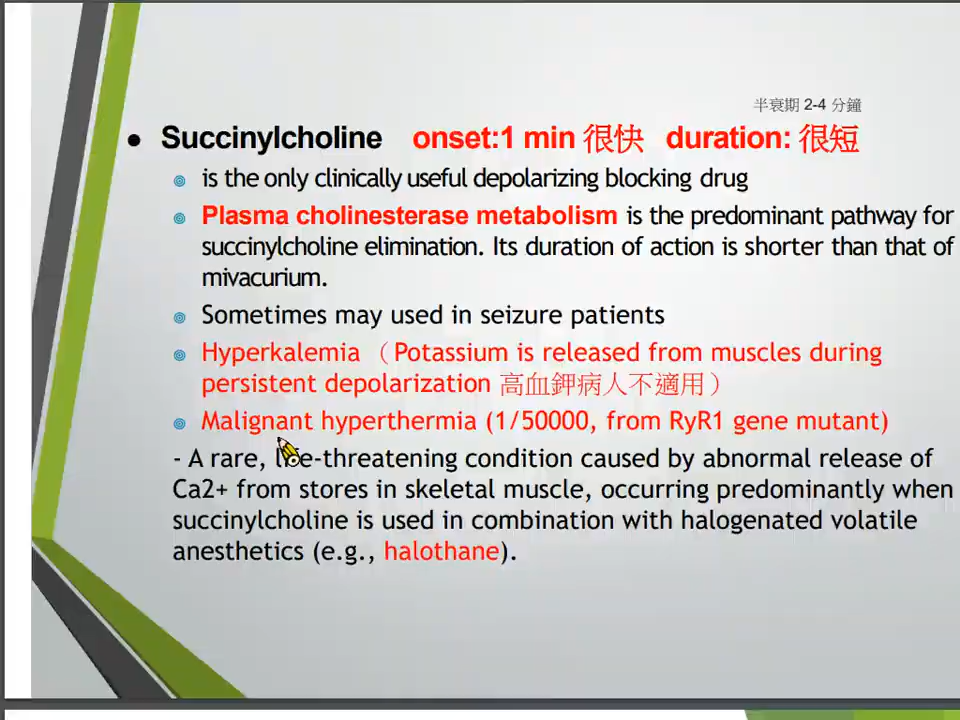 半衰期 2-4 分鐘
● Succinylcholine onset:1 min 很快 duration: 很短
is the only clinically useful depolarizing blocking drug
Plasma cholinesterase metabolism is the predominant pathway for
succinylcholine elimination. Its duration of action is shorter than that of
mivacurium.
Sometimes may used in seizure patients
Hyperkalemia （Potassium is released from muscles during
persistent depolarization 高血鉀病人不適用）
Malignant hyperthermia (1/50000, from RyR1 gene mutant)
- A rare, life-threatening condition caused by abnormal release of
Ca2+ from stores in skeletal muscle, occurring predominantly when
succinylcholine is used in combination with halogenated volatile
anesthetics (e.g., halothane).